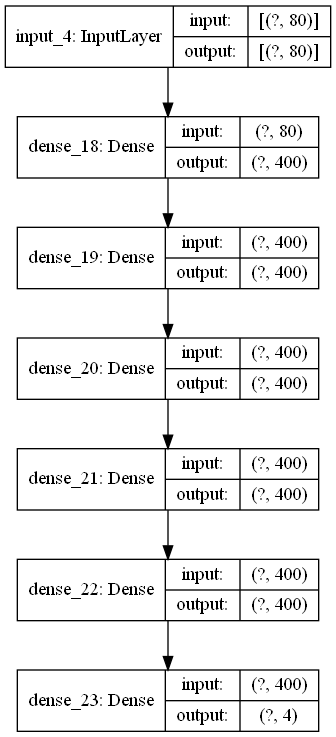 input_4: InputLayer input: [(?, 80)]
output: [(?, 80)]
dense_18: Dense input: (?, 80)
output: (?, 400)
dense_19: Dense input: (?, 400)
output: (?, 400)
dense_20: Dense input: (?, 400)
output: (?, 400)
dense_21: Dense input: (?, 400)
output: (?, 400)
dense_22: Dense input: (?, 400)
output: (?, 400)
dense_23: Dense input: (?, 400)
output: (?, 4)